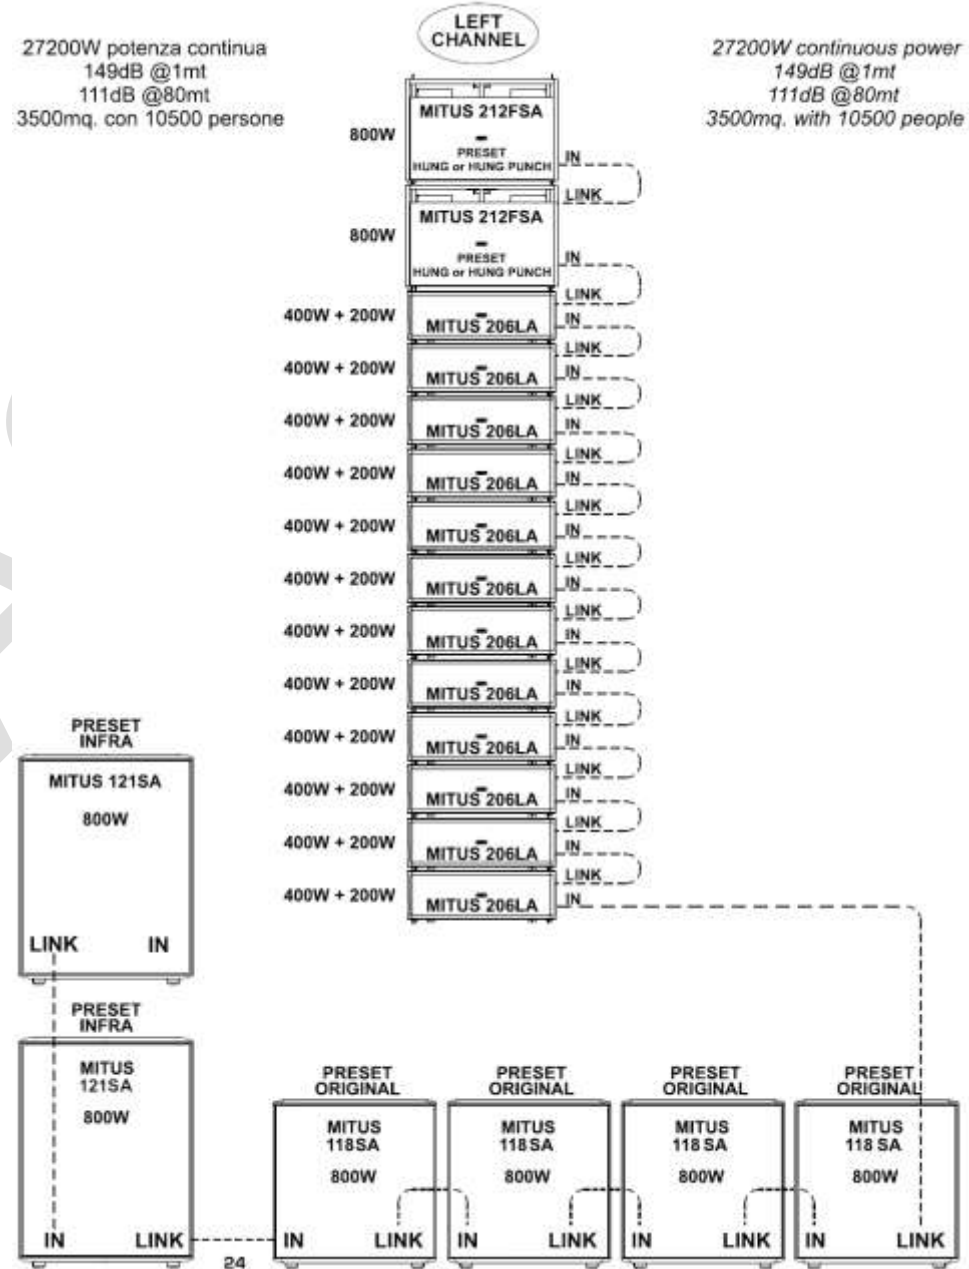 LEFT
CHANNEL
27200W potenza continua
149dB @1mt
111dB @80mt
3500mq. con 10500 persone
27200W continuous power
149dB @1mt
111dB @80mt
3500mq. with 10500 people
800W
MITUS 212FSA
PRESET
HUNG or HUNG PUNCH
IN
LINK
800W
MITUS 212FSA
PRESET
HUNG or HUNG PUNCH
IN
LINK
400W + 200W
MITUS 206LA
IN
LINK
400W + 200W
MITUS 206LA
IN
LINK
400W + 200W
MITUS 206LA
IN
LINK
400W + 200W
MITUS 206LA
IN
LINK
400W + 200W
MITUS 206LA
IN
LINK
400W + 200W
MITUS 206LA
IN
LINK
400W + 200W
MITUS 206LA
IN
LINK
400W + 200W
MITUS 206LA
IN
LINK
400W + 200W
MITUS 206LA
IN
LINK
400W + 200W
MITUS 206LA
IN
LINK
400W + 200W
MITUS 206LA
IN
LINK
400W + 200W
MITUS 206LA
IN
PRESET
INFRA
MITUS 121SA
800W
LINK IN
PRESET
INFRA
MITUS
121SA
800W
IN LINK
PRESET
ORIGINAL
MITUS
118SA
800W
IN LINK
PRESET
ORIGINAL
MITUS
118SA
800W
IN LINK
PRESET
ORIGINAL
MITUS
118 SA
800W
IN LINK
PRESET
ORIGINAL
MITUS
118 SA
800W
IN LINK
24